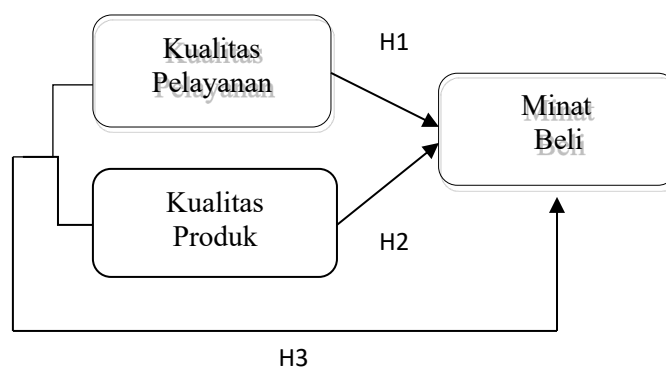 Kualitas
Pelayanan
H1
Minat
Beli
Kualitas
Produk
H2
H3